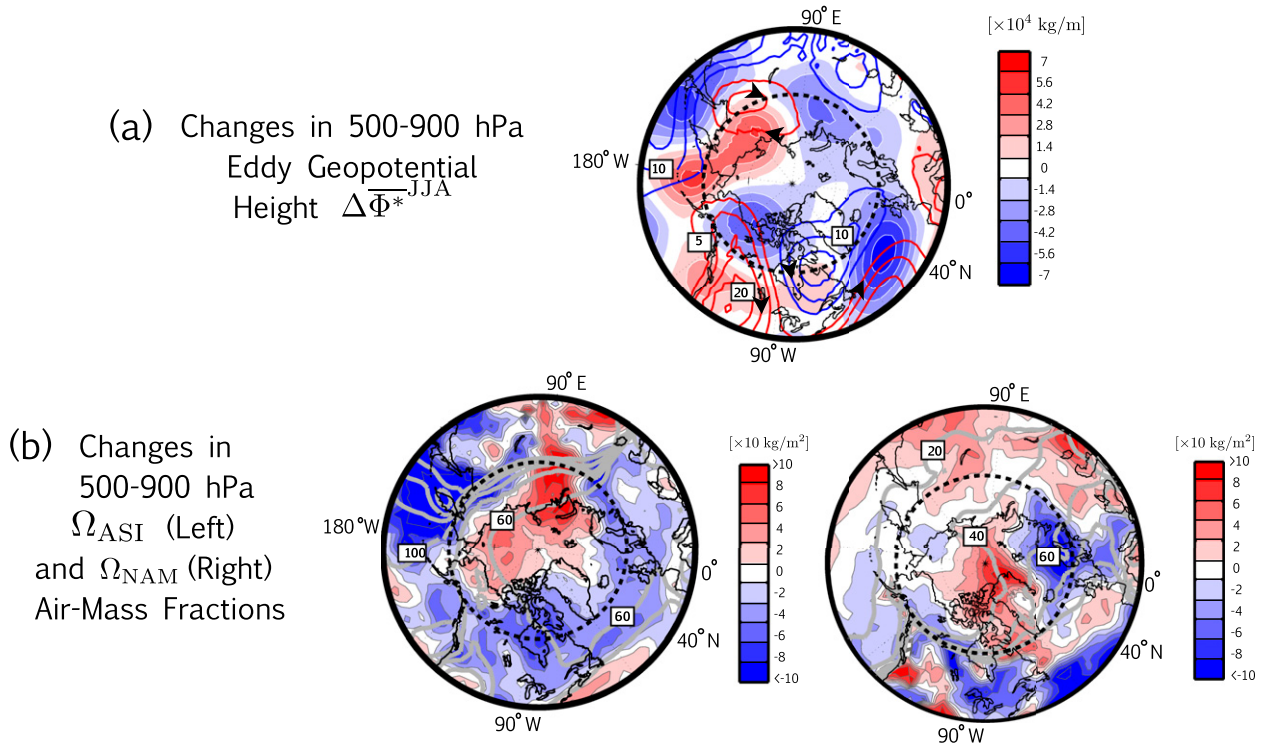 90° E
[×10⁴ kg/m]
(a) Changes in 500-900 hPa
Eddy Geopotential
Height Δ\overline{Φ*}^{JJA}
7
5.6
4.2
2.8
1.4
0
-1.4
-2.8
-4.2
-5.6
-7
180° W
10
0°
5
10
20
40° N
90° W
(b) Changes in
500-900 hPa
Ω_ASI (Left)
and Ω_NAM (Right)
Air-Mass Fractions
90° E
[×10 kg/m²]
>10
8
6
4
2
0
-2
-4
-6
-8
<-10
180° W
60
100
60
0°
40° N
90° W
90° E
[×10 kg/m²]
>10
8
6
4
2
0
-2
-4
-6
-8
<-10
20
40
60
0°
40° N
90° W